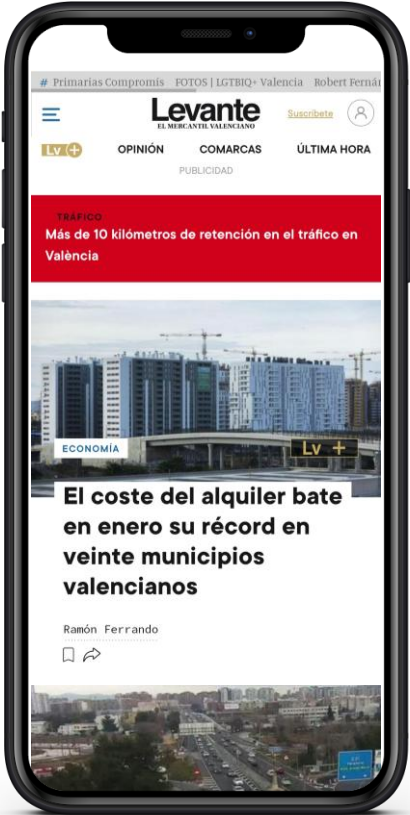 # Primarias Compromís FOTOS | LGTBIQ+ Valencia Robert Fernán
Levante
EL MERCANTIL VALENCIANO
Suscríbete
Lv +
OPINIÓN COMARCAS ÚLTIMA HORA
PUBLICIDAD
TRÁFICO
Más de 10 kilómetros de retención en el tráfico en
València
ECONOMÍA
Lv +
El coste del alquiler bate
en enero su récord en
veinte municipios
valencianos
Ramón Ferrando